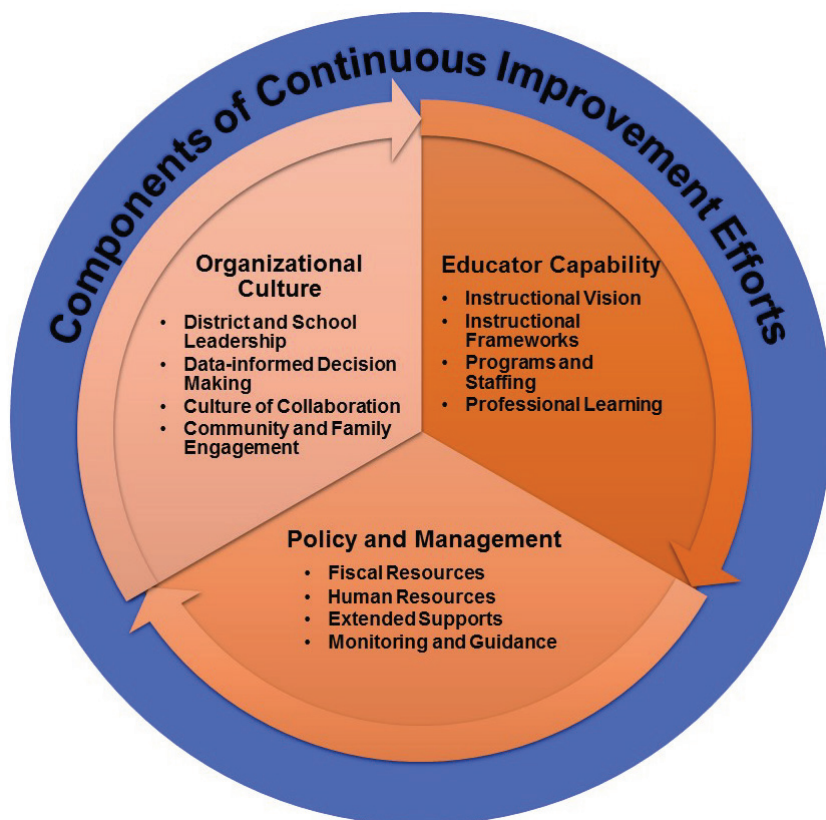 Components of Continuous Improvement Efforts
Organizational
Culture
• District and School
Leadership
• Data-informed Decision
Making
• Culture of Collaboration
• Community and Family
Engagement
Educator Capability
• Instructional Vision
• Instructional
Frameworks
• Programs and
Staffing
• Professional Learning
Policy and Management
• Fiscal Resources
• Human Resources
• Extended Supports
• Monitoring and Guidance